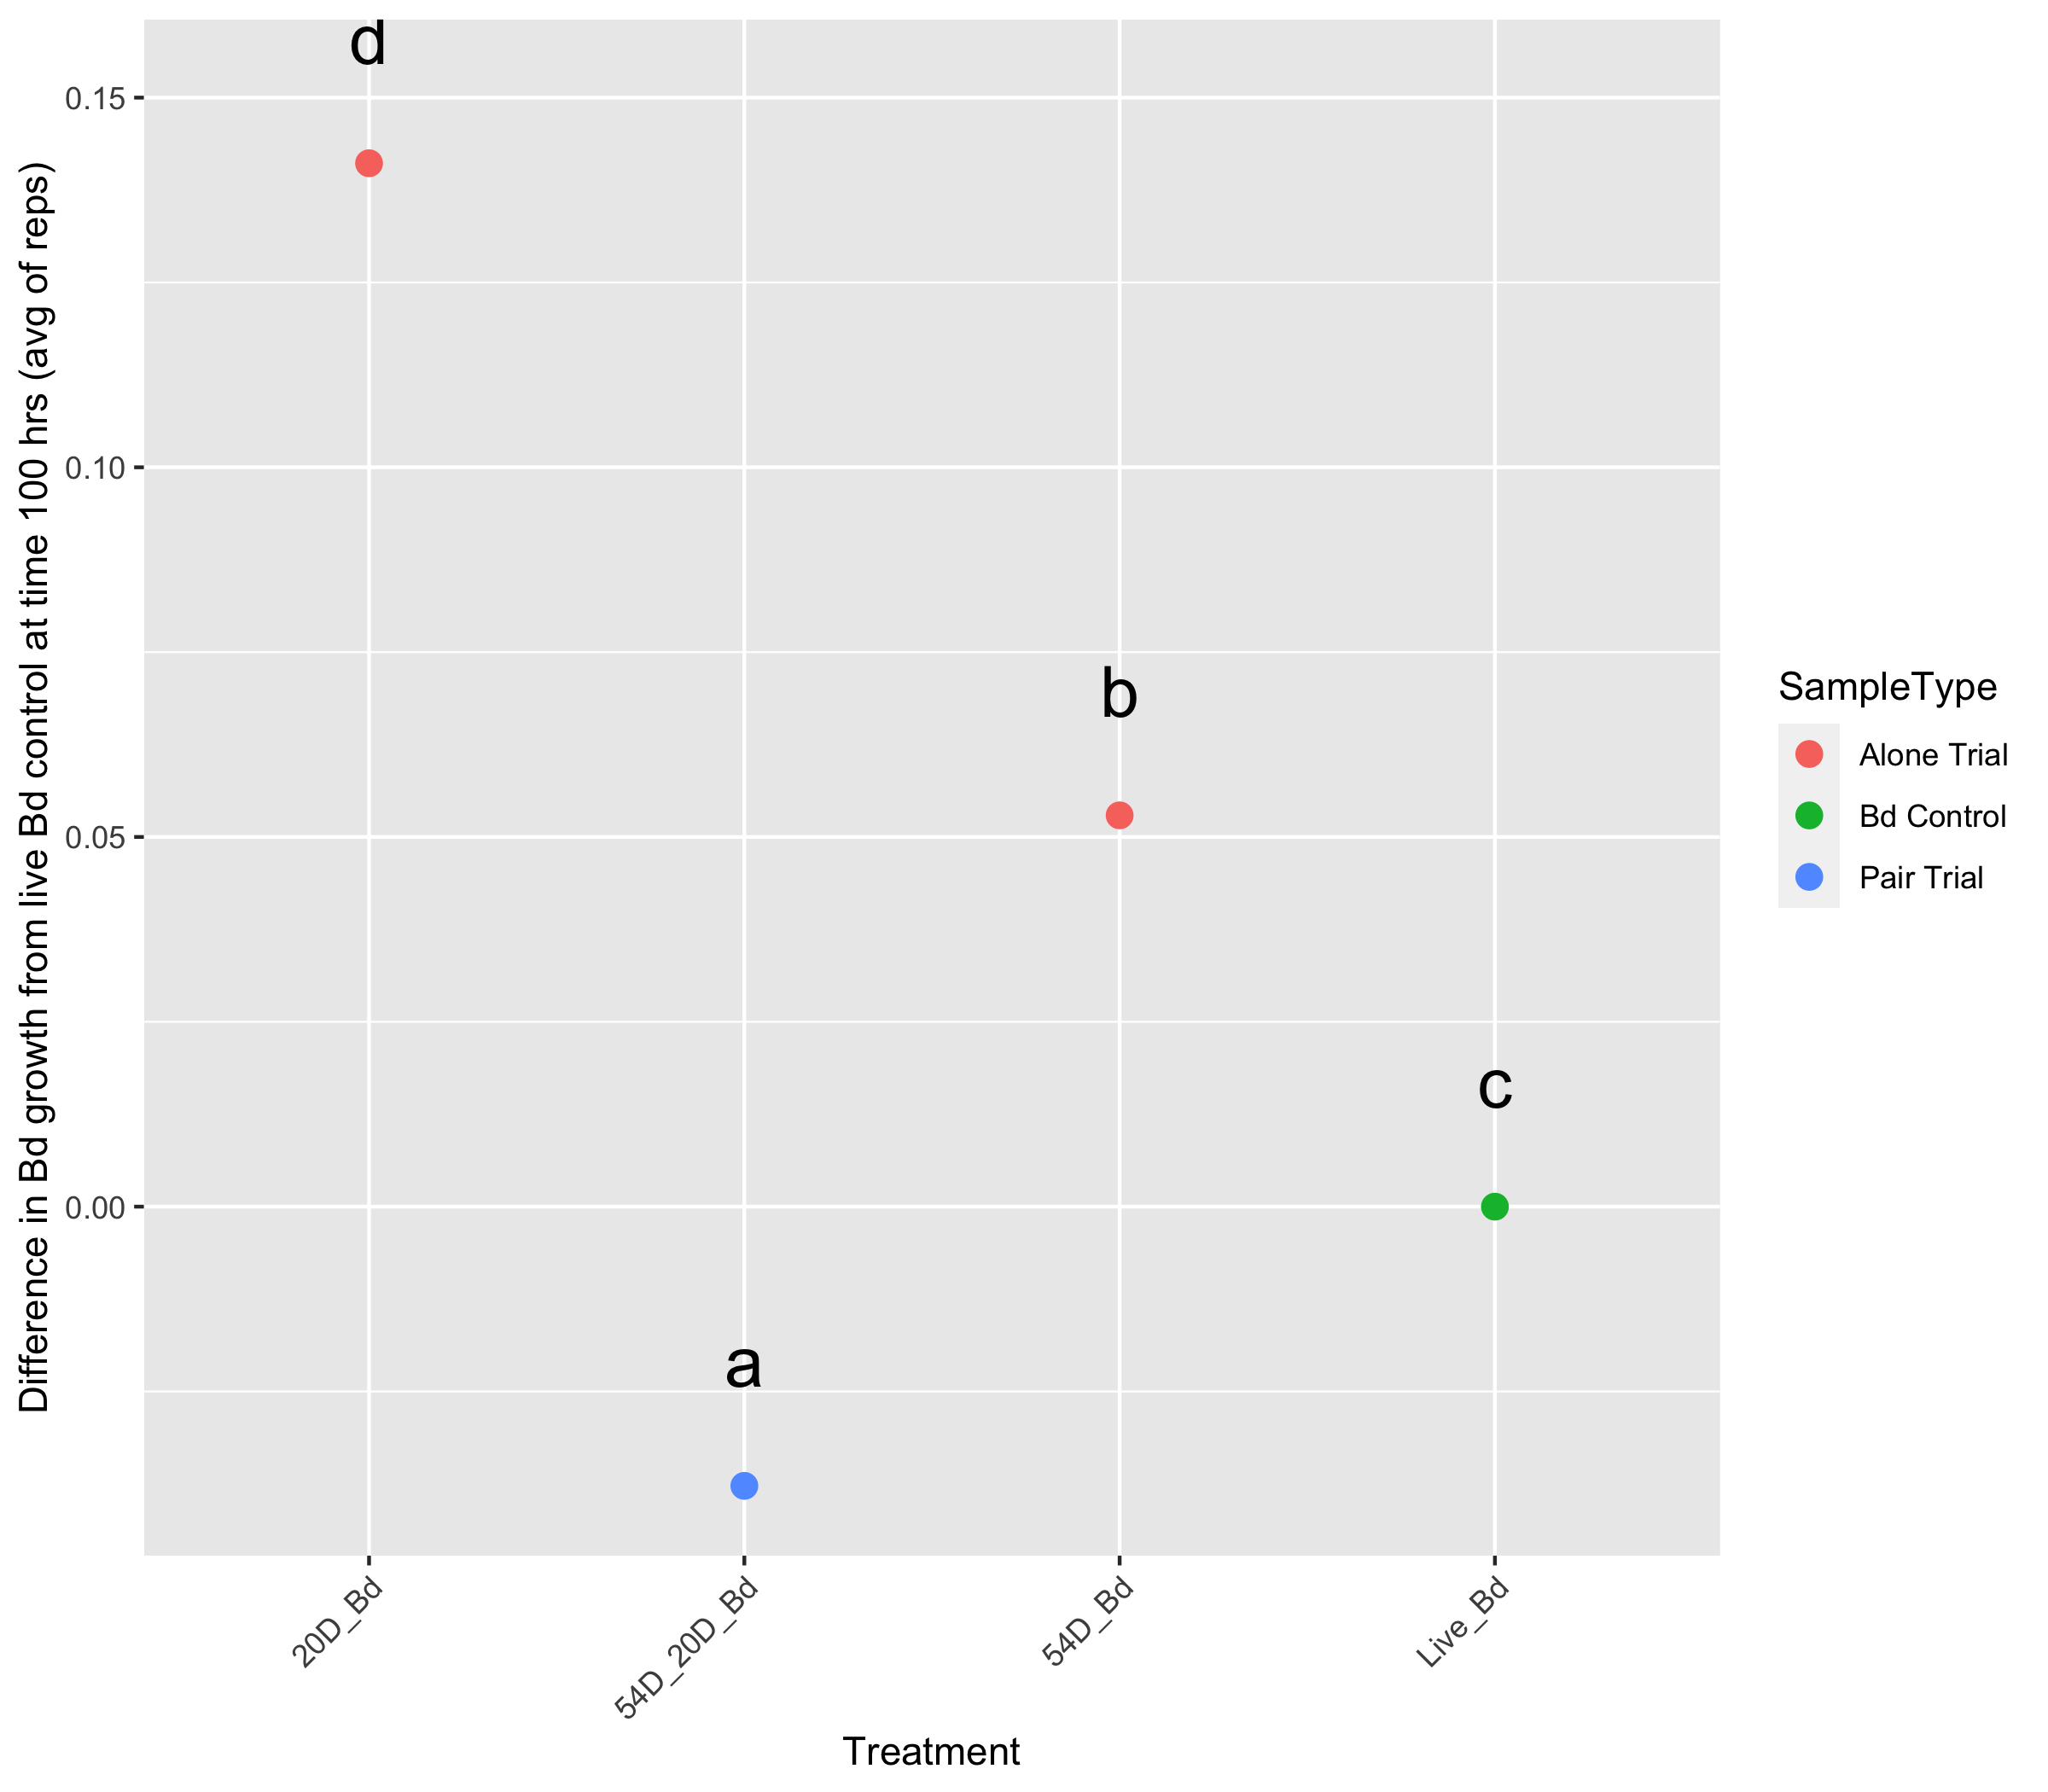 Difference in Bd growth from live Bd control at time 100 hrs (avg of reps)
0.15
0.10
0.05
0.00
d
b
c
a
20D_Bd
54D_20D_Bd
54D_Bd
Live_Bd
Treatment
SampleType
Alone Trial
Bd Control
Pair Trial